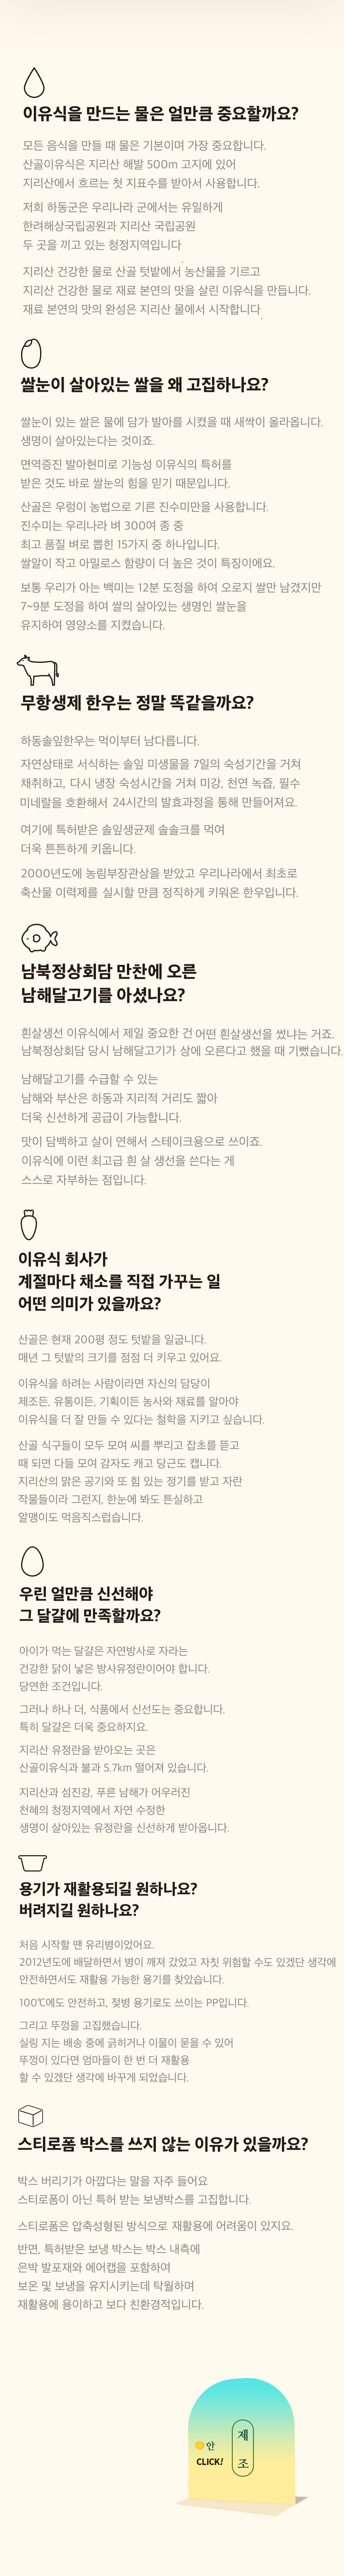 이유식을 만드는 물은 얼만큼 중요할까요?
모든 음식을 만들 때 물은 기본이며 가장 중요합니다.
산골이유식은 지리산 해발 500m 고지에 있어
지리산에서 흐르는 첫 지표수를 받아서 사용합니다.
저희 하동군은 우리나라 군에서는 유일하게
한려해상국립공원과 지리산 국립공원
두 곳을 끼고 있는 청정지역입니다
지리산 건강한 물로 산골 텃밭에서 농산물을 기르고
지리산 건강한 물로 재료 본연의 맛을 살린 이유식을 만듭니다.
재료 본연의 맛의 완성은 지리산 물에서 시작합니다
쌀눈이 살아있는 쌀을 왜 고집하나요?
쌀눈이 있는 쌀은 물에 담가 발아를 시켰을 때 새싹이 올라옵니다.
생명이 살아있는다는 것이죠.
면역증진 발아현미로 기능성 이유식의 특허를
받은 것도 바로 쌀눈의 힘을 믿기 때문입니다.
산골은 우렁이 농법으로 기른 진수미만을 사용합니다.
진수미는 우리나라 벼 300여 종 중
최고 품질 벼로 뽑힌 15가지 중 하나입니다.
쌀알이 작고 아밀로스 함량이 더 높은 것이 특징이에요.
보통 우리가 아는 백미는 12분 도정을 하여 오로지 쌀만 남겼지만
7~9분 도정을 하여 쌀의 살아있는 생명인 쌀눈을
유지하여 영양소를 지켰습니다.
무항생제 한우는 정말 똑같을까요?
하동솔잎한우는 먹이부터 남다릅니다.
자연상태로 서식하는 솔잎 미생물을 7일의 숙성기간을 거쳐
채취하고, 다시 냉장 숙성시간을 거쳐 미강, 천연 녹즙, 필수
미네랄을 호환해서 24시간의 발효과정을 통해 만들어져요.
여기에 특허받은 솔잎생균제 솔솔크를 먹여
더욱 튼튼하게 키웁니다.
2000년도에 농림부장관상을 받았고 우리나라에서 최초로
축산물 이력제를 실시할 만큼 정직하게 키워온 한우입니다.
남북정상회담 만찬에 오른
남해달고기를 아셨나요?
흰살생선 이유식에서 제일 중요한 건 어떤 흰살생선을 썼냐는 거죠.
남북정상회담 당시 남해달고기가 상에 오른다고 했을 때 기뻤습니다.
남해달고기를 수급할 수 있는
남해와 부산은 하동과 지리적 거리도 짧아
더욱 신선하게 공급이 가능합니다.
맛이 담백하고 살이 연해서 스테이크용으로 쓰이죠.
이유식에 이런 최고급 흰 살 생선을 쓴다는 게
스스로 자부하는 점입니다.
이유식 회사가
계절마다 채소를 직접 가꾸는 일
어떤 의미가 있을까요?
산골은 현재 200평 정도 텃밭을 일굽니다.
매년 그 텃밭의 크기를 점점 더 키우고 있어요.
이유식을 하려는 사람이라면 자신의 담당이
제조든, 유통이든, 기획이든 농사와 재료를 알아야
이유식을 더 잘 만들 수 있다는 철학을 지키고 싶습니다.
산골 식구들이 모두 모여 씨를 뿌리고 잡초를 뜯고
때 되면 다들 모여 감자도 캐고 당근도 캡니다.
지리산의 맑은 공기와 또 힘 있는 정기를 받고 자란
작물들이라 그런지, 한눈에 봐도 튼실하고
알맹이도 먹음직스럽습니다.
우린 얼만큼 신선해야
그 달걀에 만족할까요?
아이가 먹는 달걀은 자연방사로 자라는
건강한 닭이 낳은 방사유정란이어야 합니다.
당연한 조건입니다.
그러나 하나 더, 식품에서 신선도는 중요합니다.
특히 달걀은 더욱 중요하지요.
지리산 유정란을 받아오는 곳은
산골이유식과 불과 5.7km 떨어져 있습니다.
지리산과 섬진강, 푸른 남해가 어우러진
천혜의 청정지역에서 자연 수정한
생명이 살아있는 유정란을 신선하게 받아옵니다.
용기가 재활용되길 원하나요?
버려지길 원하나요?
처음 시작할 땐 유리병이었어요.
2012년도에 배달하면서 병이 깨져 갔었고 자칫 위험할 수도 있겠단 생각에
안전하면서도 재활용 가능한 용기를 찾았습니다.
100℃에도 안전하고, 젖병 용기로도 쓰이는 PP입니다.
그리고 뚜껑을 고집했습니다.
실링 지는 배송 중에 긁히거나 이물이 묻을 수 있어
뚜껑이 있다면 엄마들이 한 번 더 재활용
할 수 있겠단 생각에 바꾸게 되었습니다.
스티로폼 박스를 쓰지 않는 이유가 있을까요?
박스 버리기가 아깝다는 말을 자주 들어요
스티로폼이 아닌 특허 받는 보냉박스를 고집합니다.
스티로폼은 압축성형된 방식으로 재활용에 어려움이 있지요.
반면, 특허받은 보냉 박스는 박스 내측에
은박 발포재와 에어캡을 포함하여
보온 및 보냉을 유지시키는데 탁월하며
재활용에 용이하고 보다 친환경적입니다.
제조
안
CLICK!